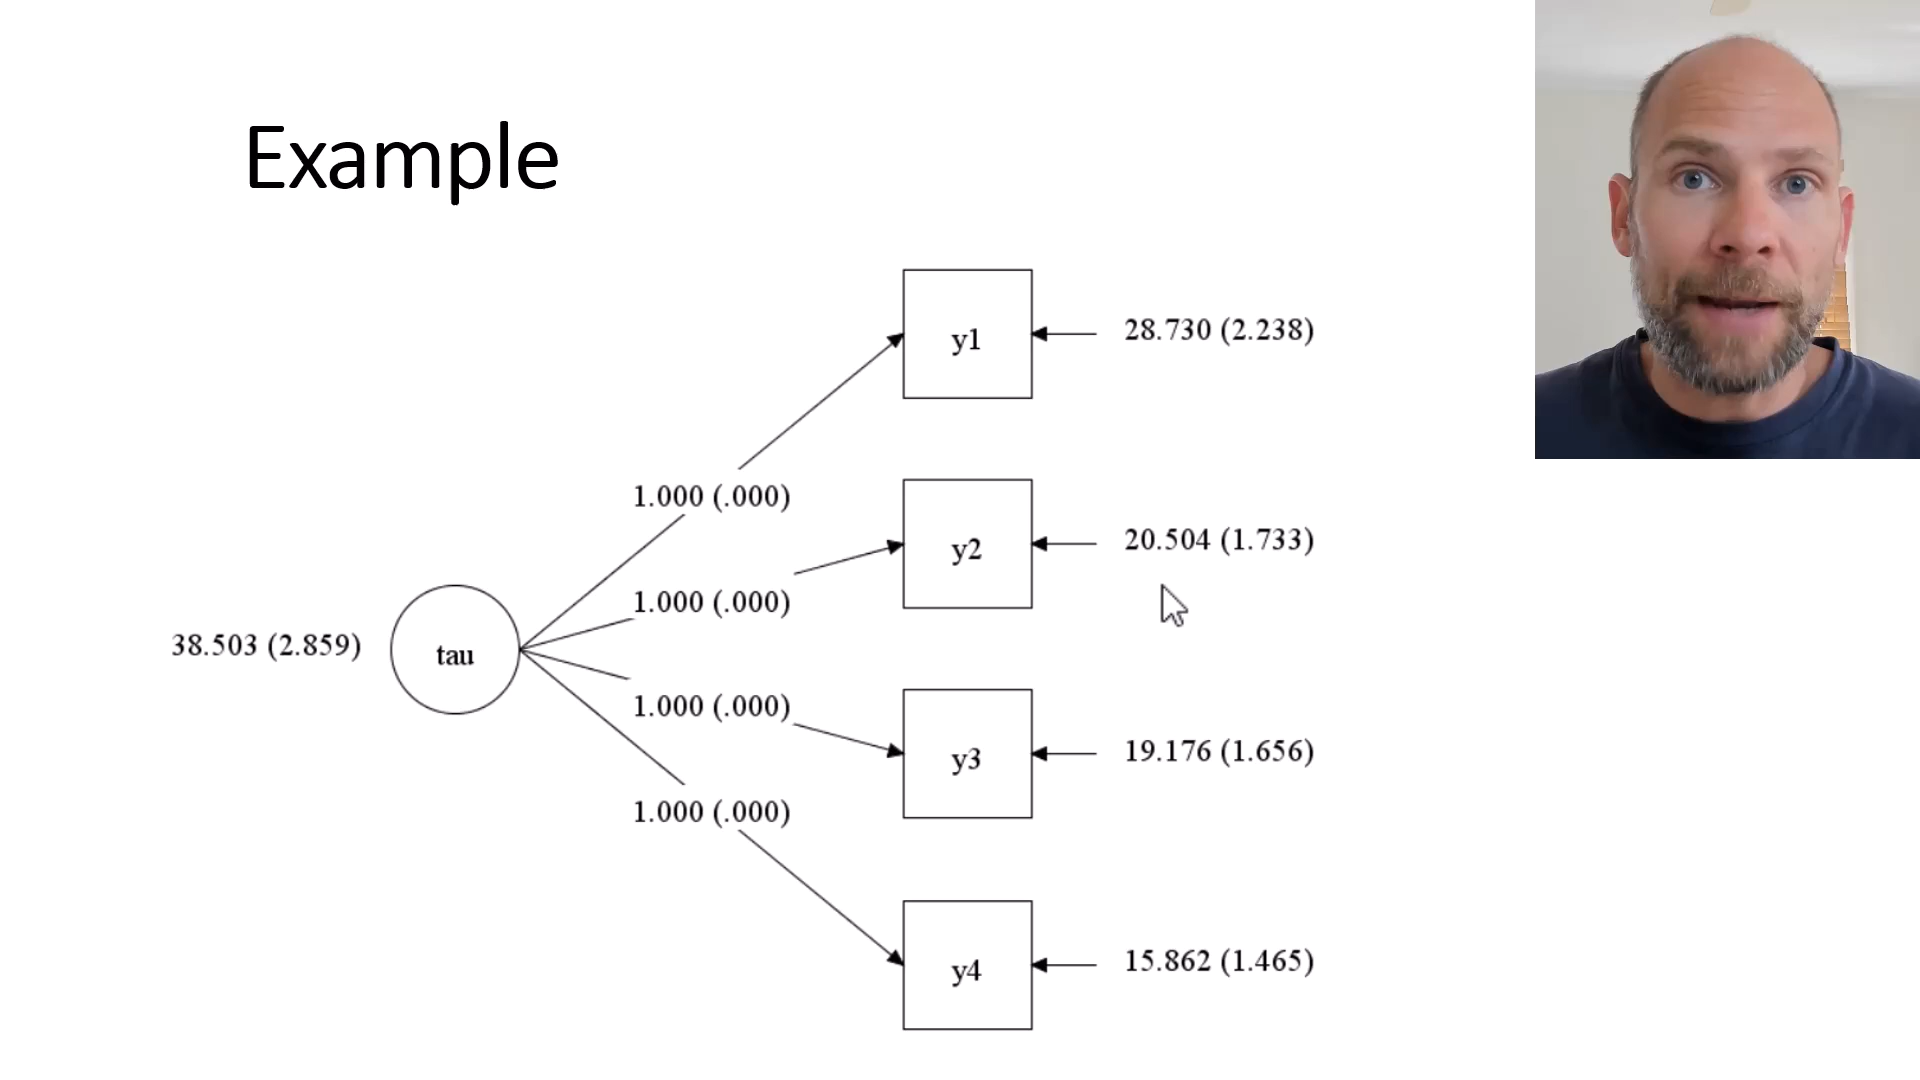 Example
y1
28.730 (2.238)
1.000 (.000)
y2
20.504 (1.733)
1.000 (.000)
38.503 (2.859)
tau
1.000 (.000)
y3
19.176 (1.656)
1.000 (.000)
y4
15.862 (1.465)